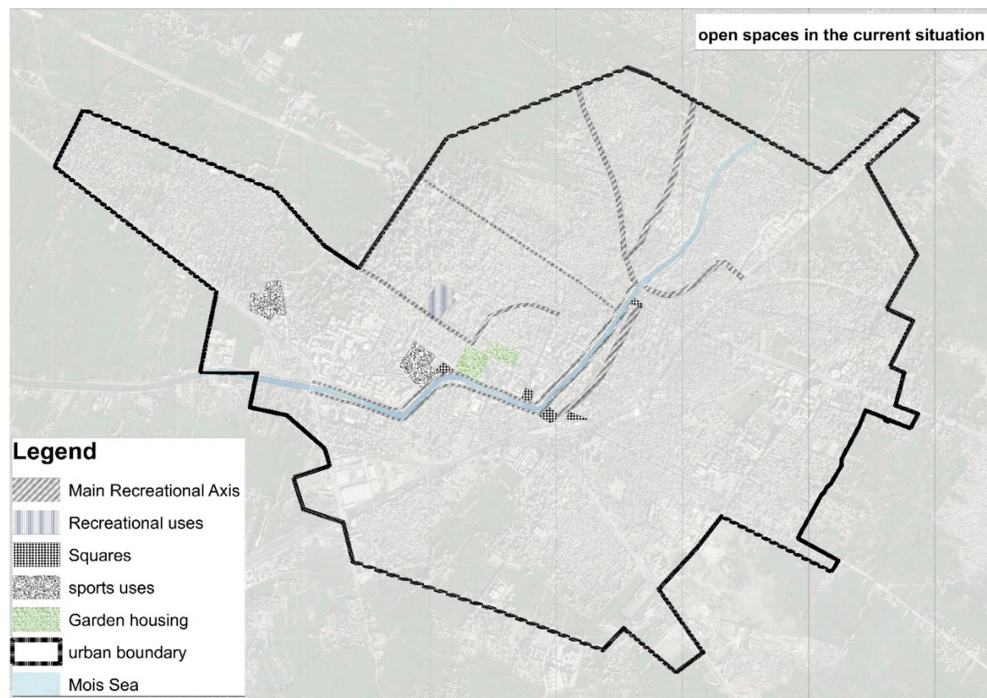 open spaces in the current situation
Legend
Main Recreational Axis
Recreational uses
Squares
sports uses
Garden housing
urban boundary
Mois Sea